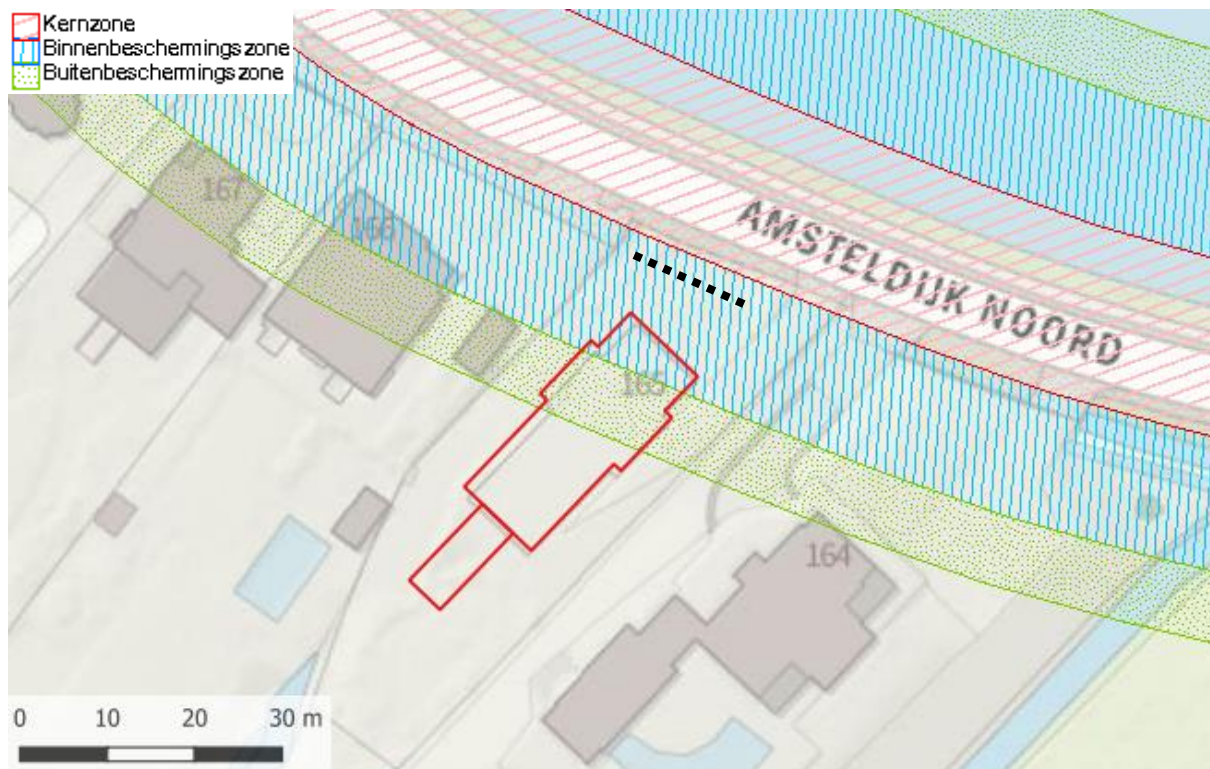 Kernzone
Binnenbeschermingszone
Buitenbeschermingszone
167
166
AMSTELDIJK NOORD
165
164
0 10 20 30 m